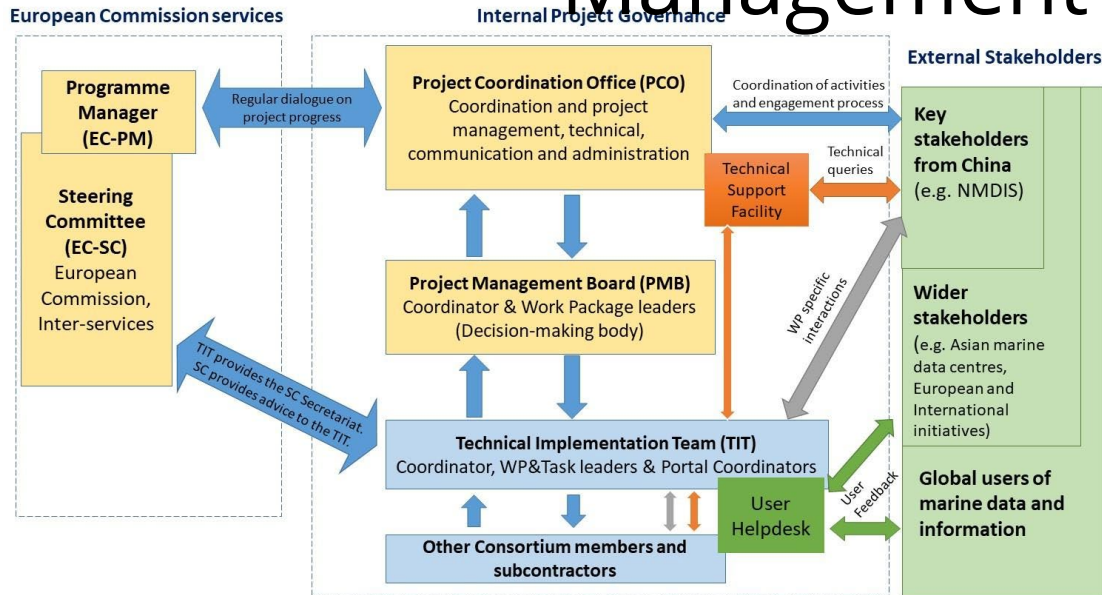 Management
European Commission services
Internal Project Governance
External Stakeholders
Programme
Manager
(EC-PM)
Steering
Committee
(EC-SC)
European
Commission,
Inter-services
Regular dialogue on
project progress
TIT provides the SC Secretariat.
SC provides advice to the TIT.
Project Coordination Office (PCO)
Coordination and project
management, technical,
communication and administration
Project Management Board (PMB)
Coordinator & Work Package leaders
(Decision-making body)
Technical Implementation Team (TIT)
Coordinator, WP&Task leaders & Portal Coordinators
Other Consortium members and
subcontractors
Technical
Support
Facility
User
Helpdesk
Coordination of activities
and engagement process
Technical
queries
WP specific
interactions
User
Feedback
Key
stakeholders
from China
(e.g. NMDIS)
Wider
stakeholders
(e.g. Asian marine
data centres,
European and
International
initiatives)
Global users of
marine data and
information